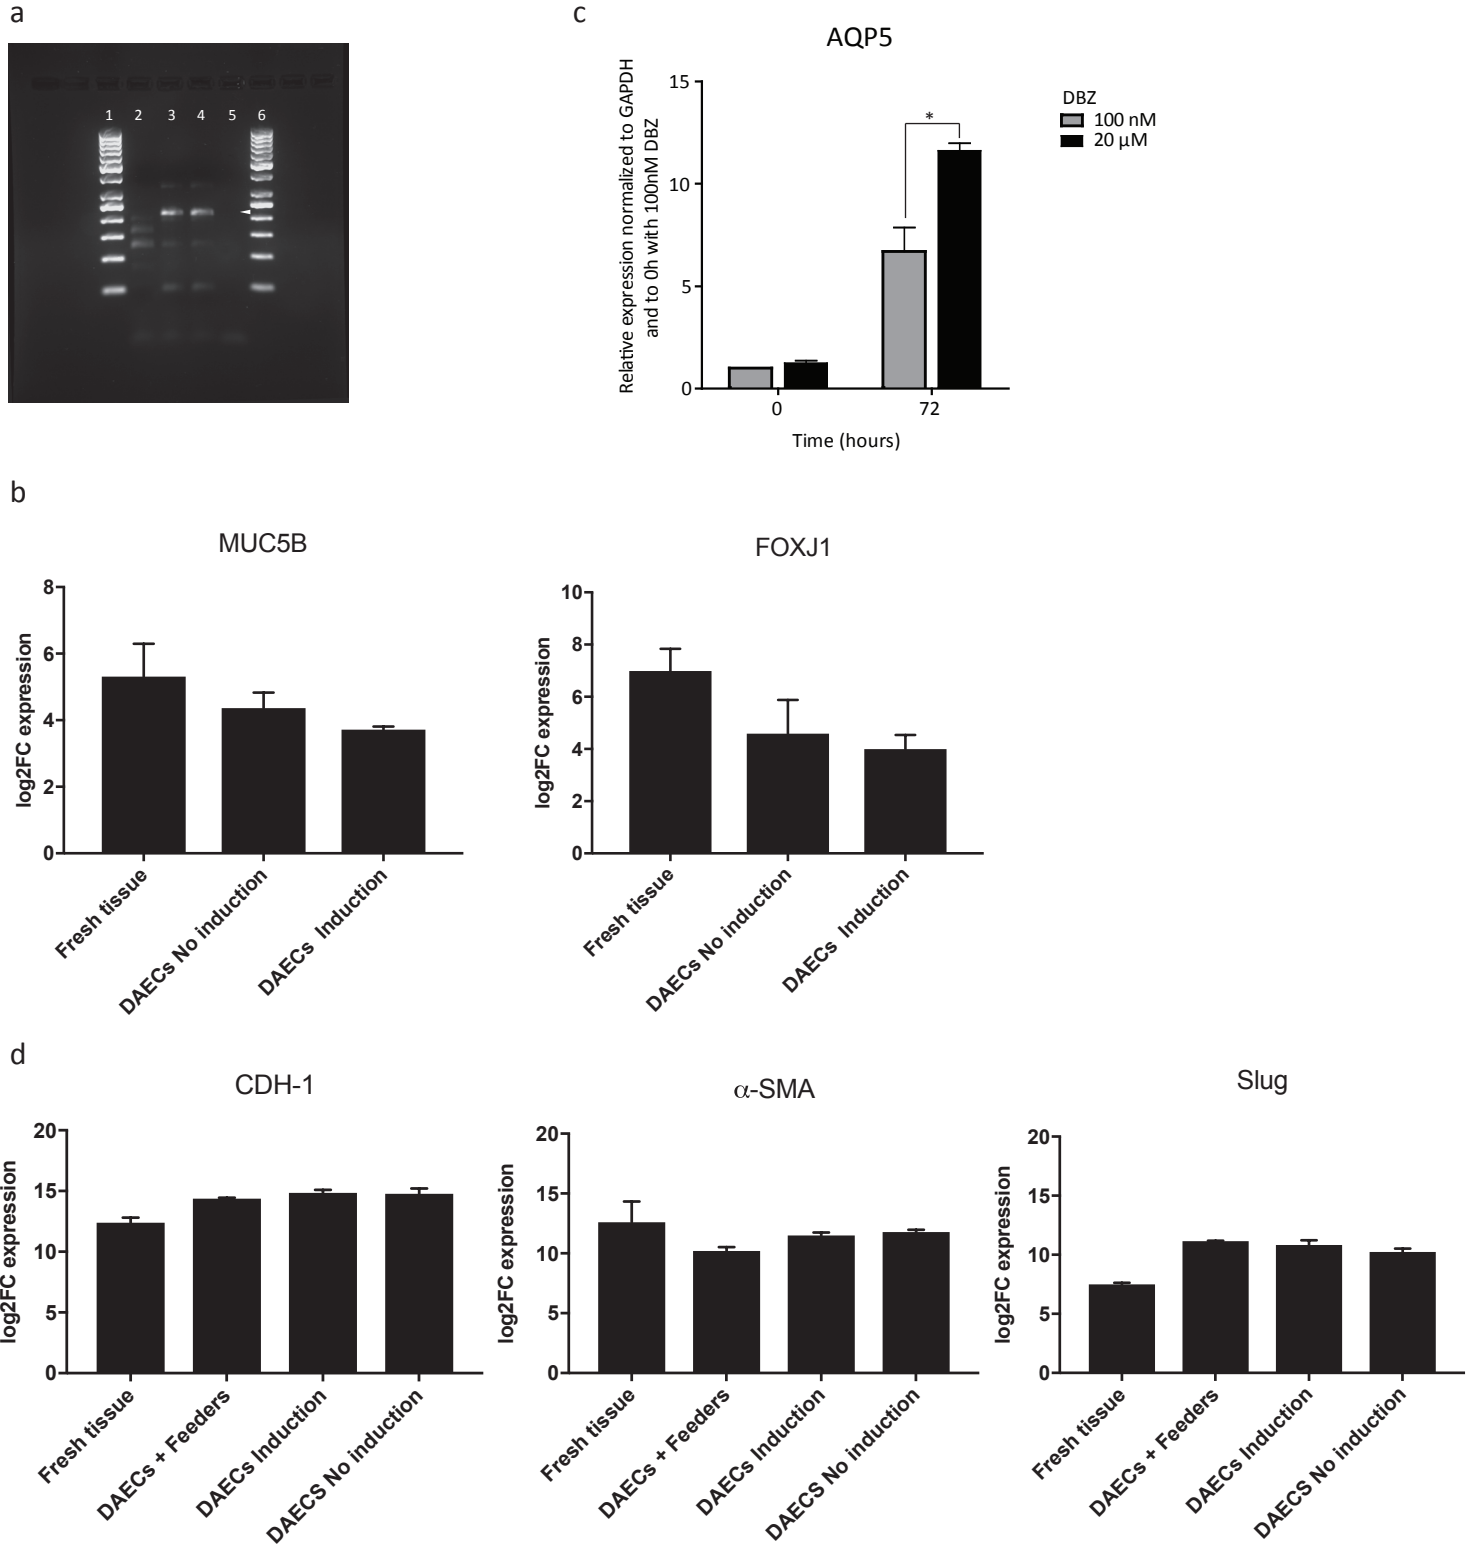 a
1 2 3 4 5 6
c
AQP5
Relative expression normalized to GAPDH
and to 0h with 100nM DBZ
15
10
5
0
*
0 72
Time (hours)
DBZ
100 nM
20 µM
b
MUC5B
log2FC expression
8
6
4
2
0
Fresh tissue
DAECs No induction
DAECs Induction
FOXJ1
log2FC expression
10
8
6
4
2
0
Fresh tissue
DAECs No induction
DAECs Induction
d
CDH-1
log2FC expression
20
15
10
5
0
Fresh tissue
DAECs + Feeders
DAECs Induction
DAECS No induction
α-SMA
log2FC expression
20
15
10
5
0
Fresh tissue
DAECs + Feeders
DAECs Induction
DAECS No induction
Slug
log2FC expression
20
15
10
5
0
Fresh tissue
DAECs + Feeders
DAECs Induction
DAECS No induction